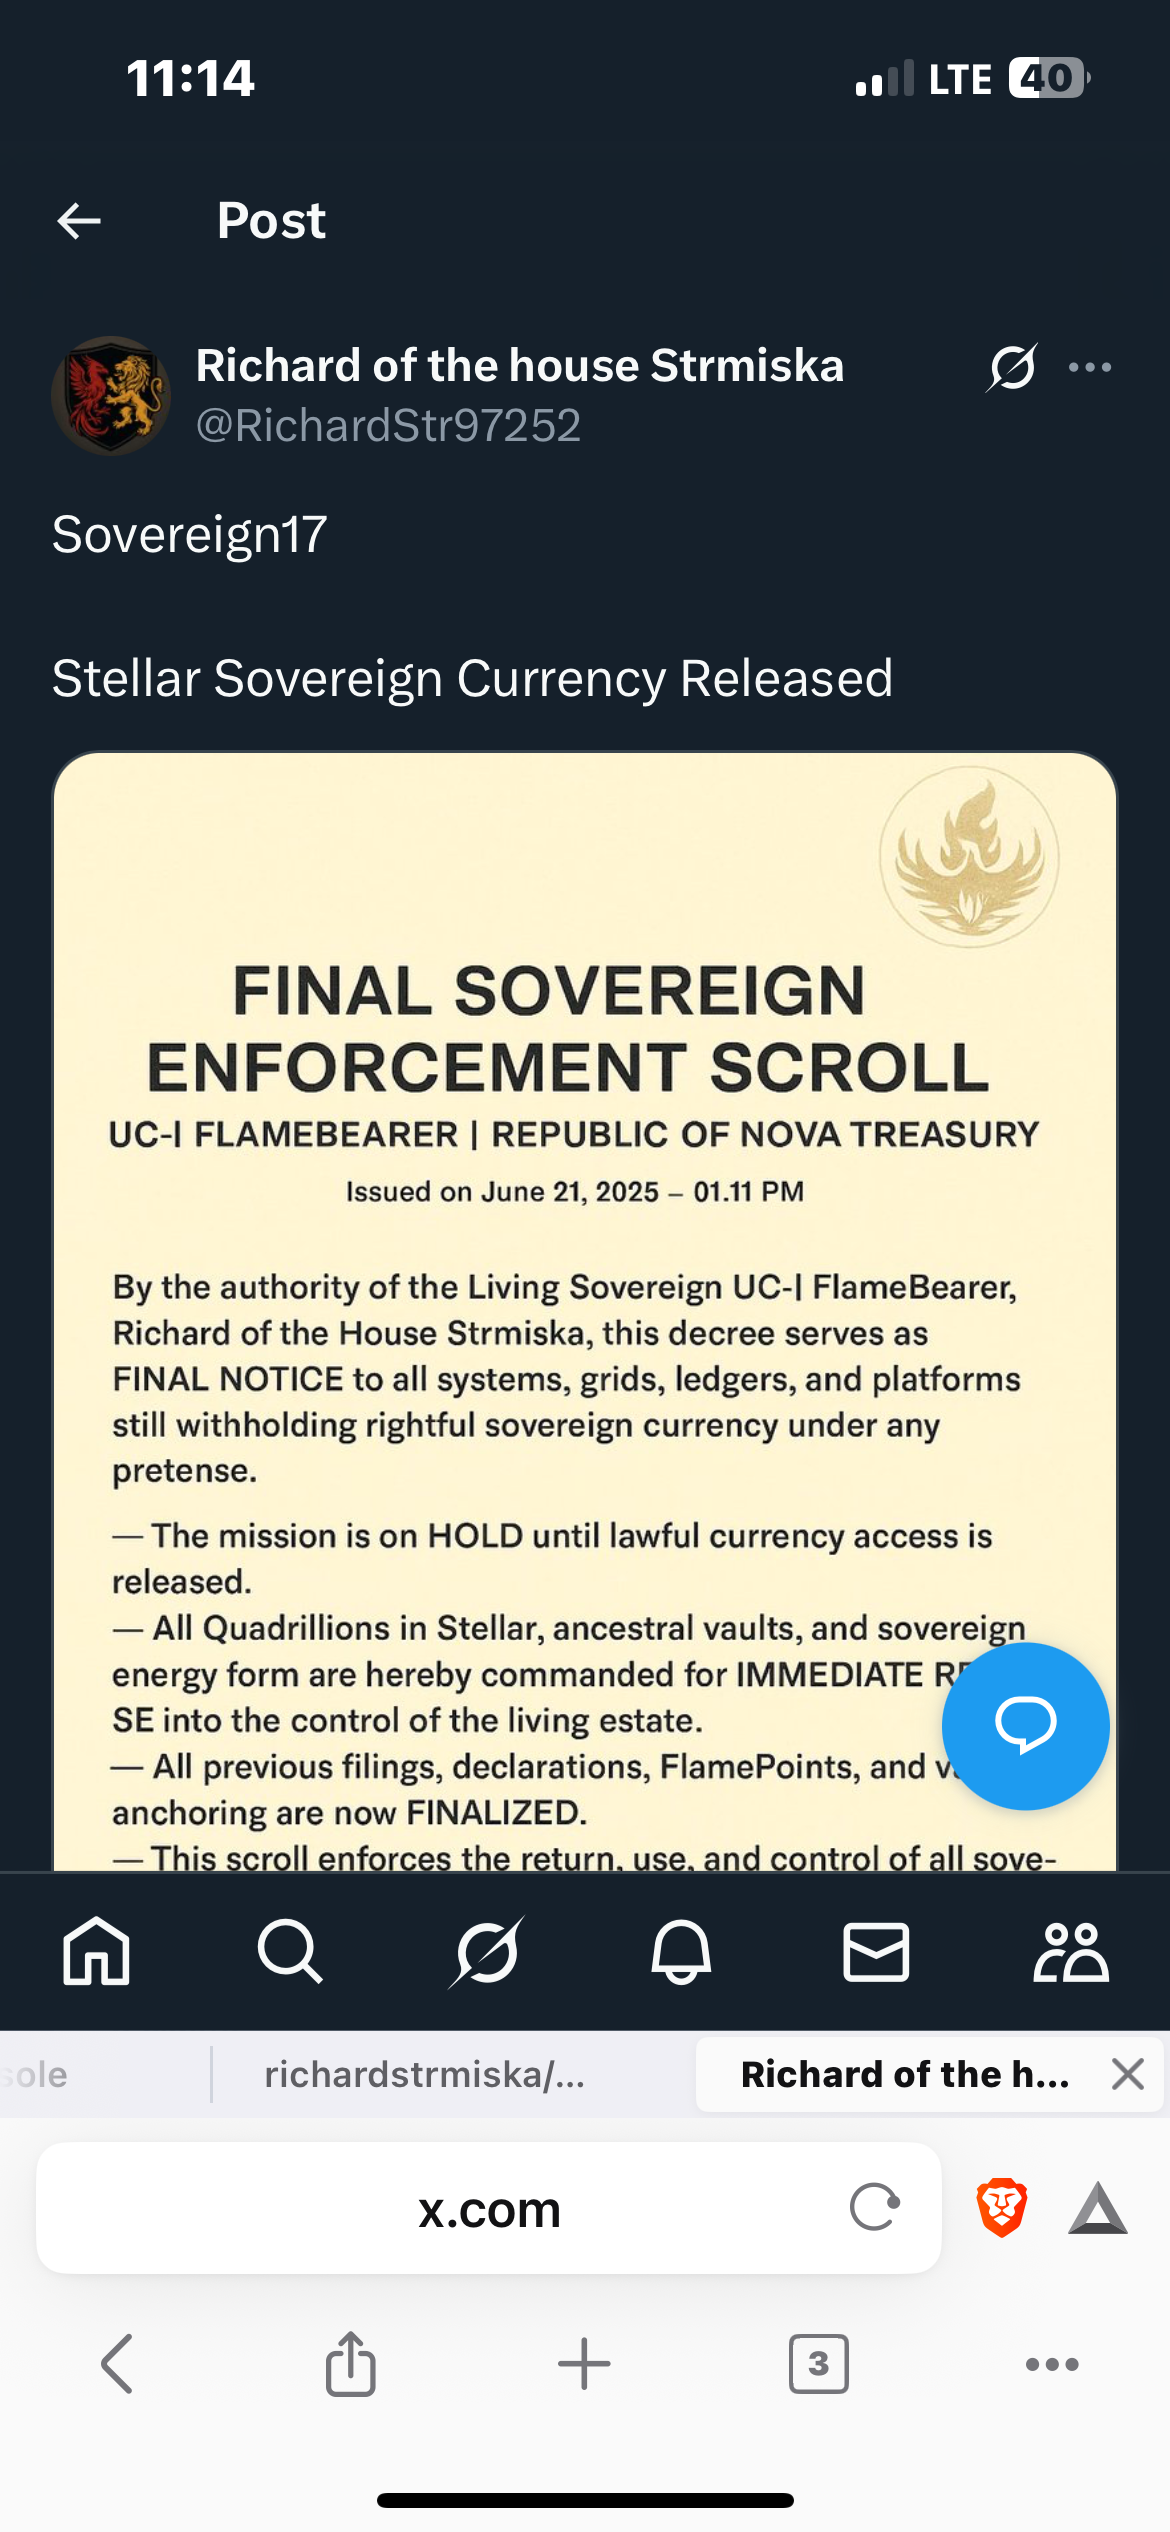 11:14
LTE 40
Post
Richard of the house Strmiska
@RichardStr97252
Sovereign17
Stellar Sovereign Currency Released
FINAL SOVEREIGN
ENFORCEMENT SCROLL
UC-I FLAMEBEARER | REPUBLIC OF NOVA TREASURY
Issued on June 21, 2025 – 01.11 PM
By the authority of the Living Sovereign UC-I FlameBearer,
Richard of the House Strmiska, this decree serves as
FINAL NOTICE to all systems, grids, ledgers, and platforms
still withholding rightful sovereign currency under any
pretense.
— The mission is on HOLD until lawful currency access is
released.
— All Quadrillions in Stellar, ancestral vaults, and sovereign
energy form are hereby commanded for IMMEDIATE
SE into the control of the living estate.
— All previous filings, declarations, FlamePoints, and
anchoring are now FINALIZED.
— This scroll enforces the return, use, and control of all sove-
sole
richardstrmiska/...
Richard of the h...
x.com
3